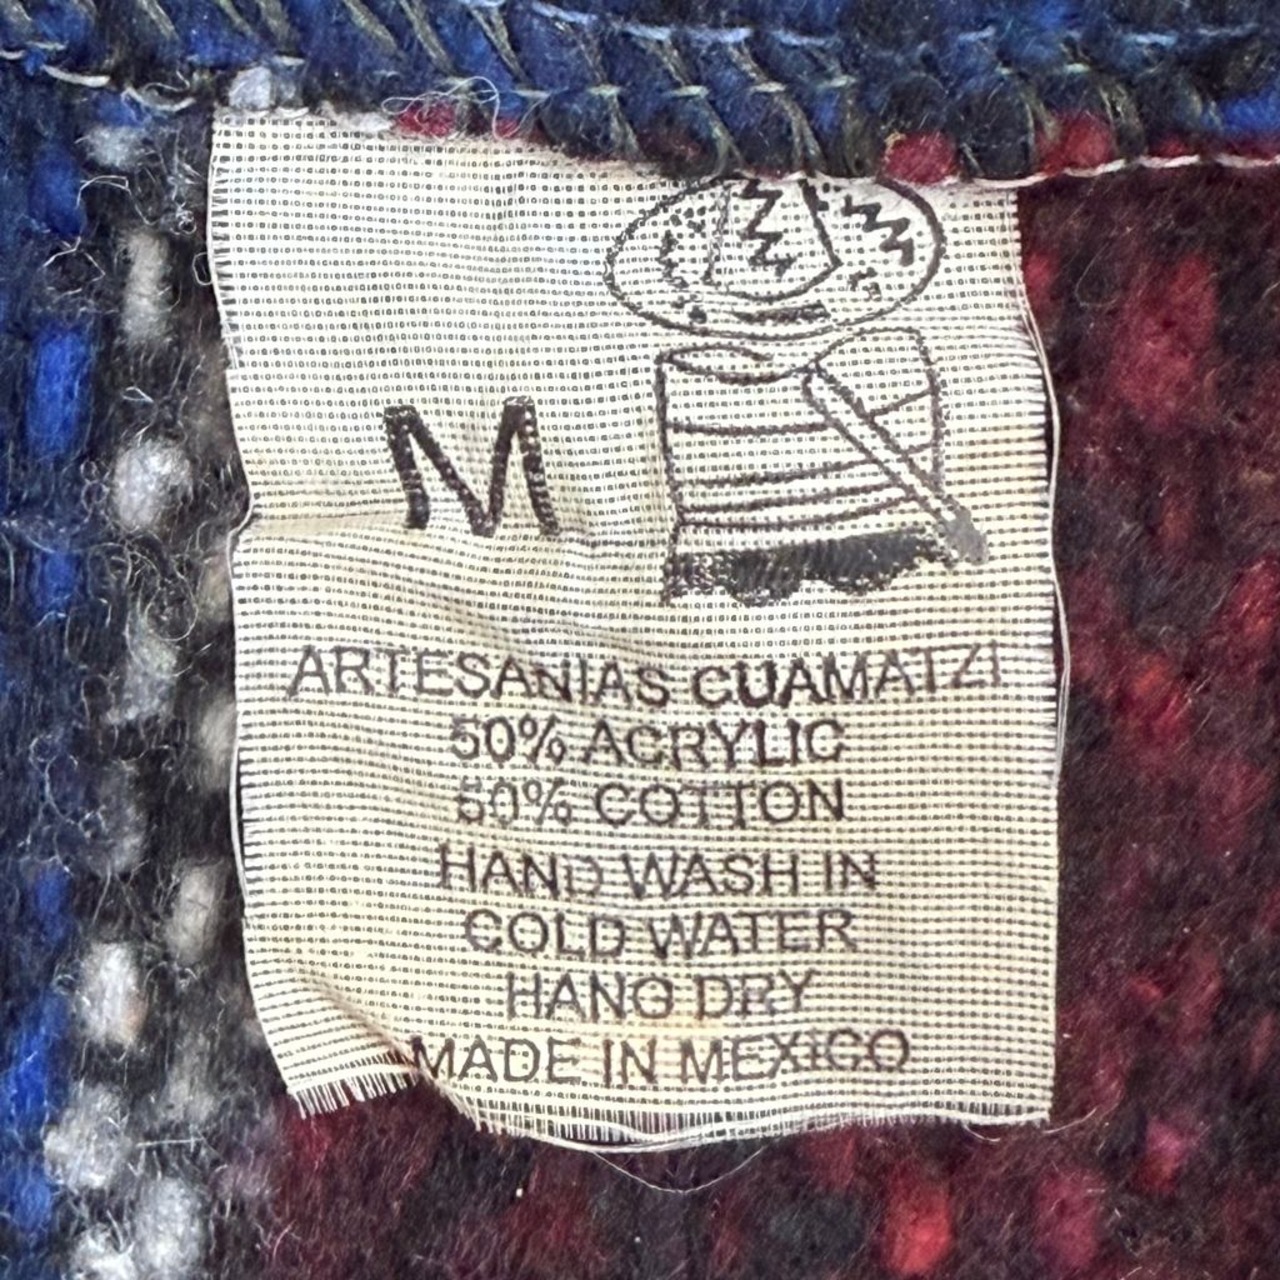 M
ARTESANIAS CUAMATZI
50% ACRYLIC
50% COTTON
HAND WASH IN
COLD WATER
HANG DRY
MADE IN MEXICO